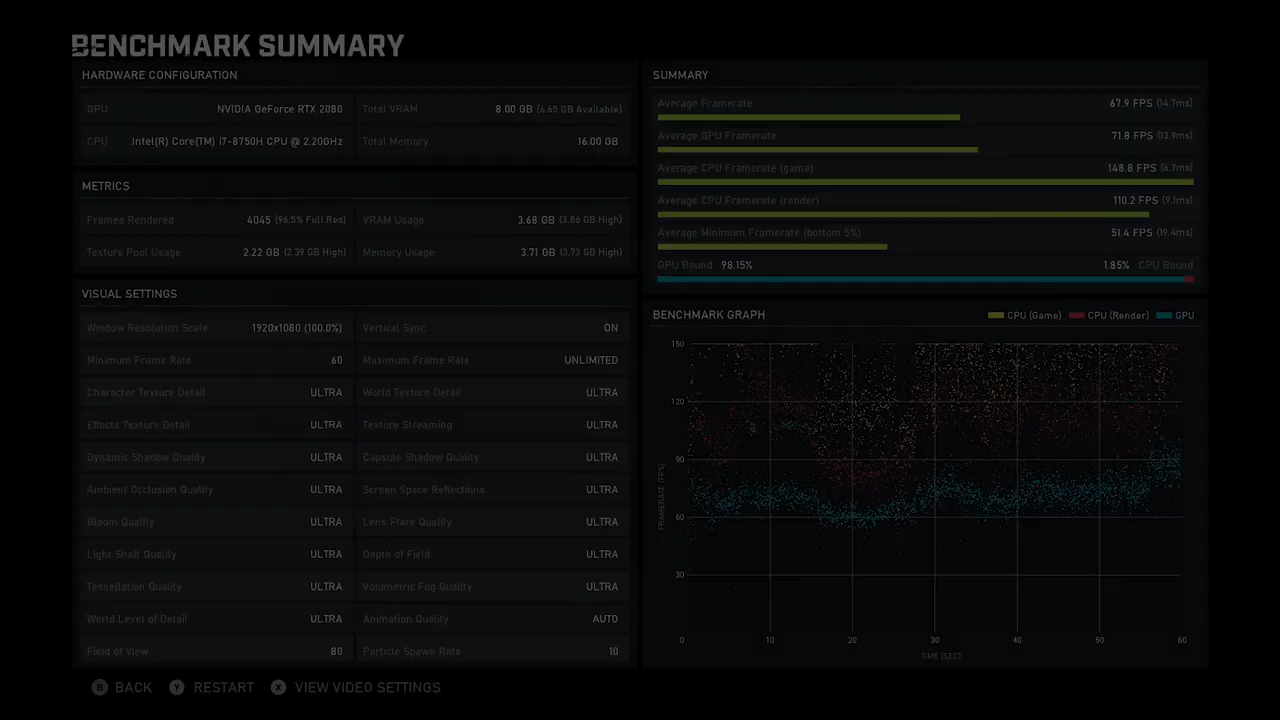 BENCHMARK SUMMARY
HARDWARE CONFIGURATION
GPU NVIDIA GeForce RTX 2080 Total VRAM 8.00 GB (6.65 GB Available)
CPU Intel(R) Core(TM) i7-8750H CPU @ 2.20GHz Total Memory 16.00 GB
METRICS
Frames Rendered 4045 (96.5% Full Res) VRAM Usage 3.68 GB (3.86 GB High)
Texture Pool Usage 2.22 GB (2.39 GB High) Memory Usage 3.71 GB (3.73 GB High)
VISUAL SETTINGS
Window Resolution Scale 1920x1080 (100.0%) Vertical Sync ON
Minimum Frame Rate 60 Maximum Frame Rate UNLIMITED
Character Texture Detail ULTRA World Texture Detail ULTRA
Effects Texture Detail ULTRA Texture Streaming ULTRA
Dynamic Shadow Quality ULTRA Capsule Shadow Quality ULTRA
Ambient Occlusion Quality ULTRA Screen Space Reflections ULTRA
Bloom Quality ULTRA Lens Flare Quality ULTRA
Light Shaft Quality ULTRA Depth of Field ULTRA
Tessellation Quality ULTRA Volumetric Fog Quality ULTRA
World Level of Detail ULTRA Animation Quality AUTO
Field of View 80 Particle Spawn Rate 10
SUMMARY
Average Framerate 67.9 FPS (14.7ms)
Average GPU Framerate 71.8 FPS (13.9ms)
Average CPU Framerate (game) 148.8 FPS (6.7ms)
Average CPU Framerate (render) 110.2 FPS (9.1ms)
Average Minimum Framerate (bottom 5%) 51.4 FPS (19.4ms)
GPU Bound 98.15% 1.85% CPU Bound
BENCHMARK GRAPH CPU (Game) CPU (Render) GPU
150
120
90
60
30
FRAMERATE (FPS)
0 10 20 30 40 50 60
TIME (SEC)
B BACK Y RESTART X VIEW VIDEO SETTINGS